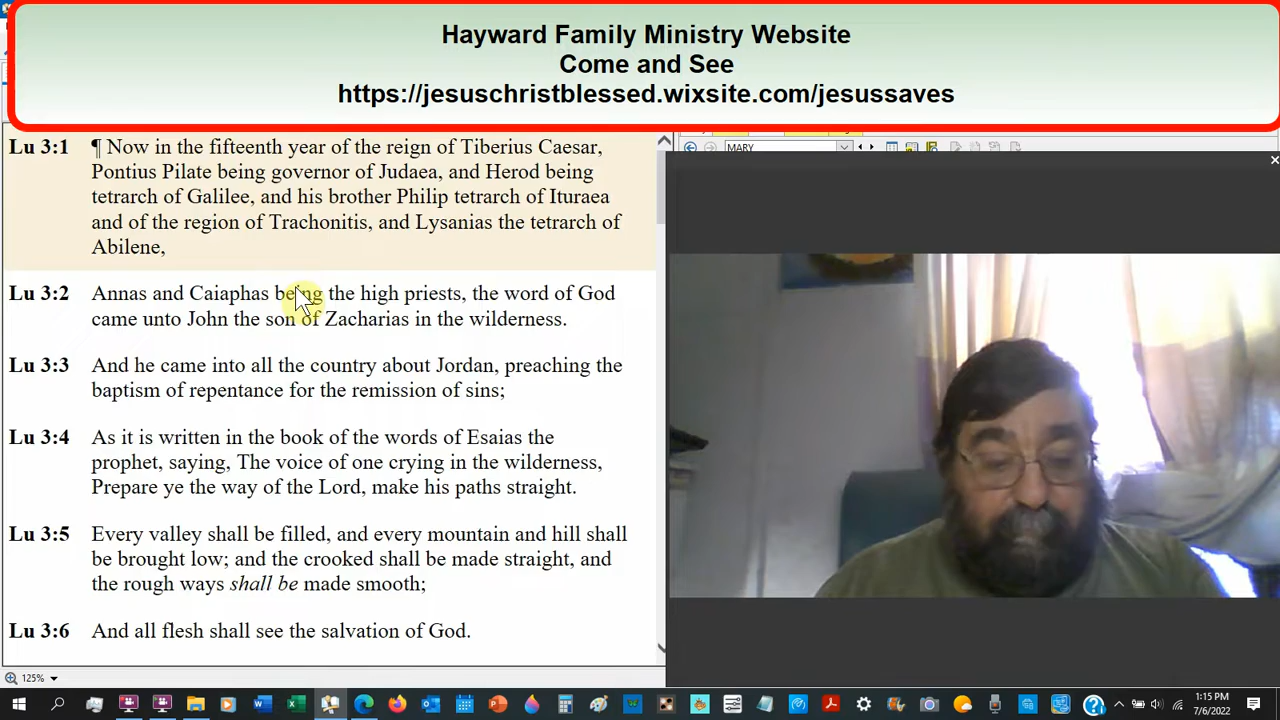 Hayward Family Ministry Website
Come and See
https://jesuschristblessed.wixsite.com/jesussaves
MARY
Lu 3:1 ¶ Now in the fifteenth year of the reign of Tiberius Caesar,
Pontius Pilate being governor of Judaea, and Herod being
tetrarch of Galilee, and his brother Philip tetrarch of Ituraea
and of the region of Trachonitis, and Lysanias the tetrarch of
Abilene,
Lu 3:2 Annas and Caiaphas being the high priests, the word of God
came unto John the son of Zacharias in the wilderness.
Lu 3:3 And he came into all the country about Jordan, preaching the
baptism of repentance for the remission of sins;
Lu 3:4 As it is written in the book of the words of Esaias the
prophet, saying, The voice of one crying in the wilderness,
Prepare ye the way of the Lord, make his paths straight.
Lu 3:5 Every valley shall be filled, and every mountain and hill shall
be brought low; and the crooked shall be made straight, and
the rough ways shall be made smooth;
Lu 3:6 And all flesh shall see the salvation of God.
125%
1:15 PM
7/6/2022